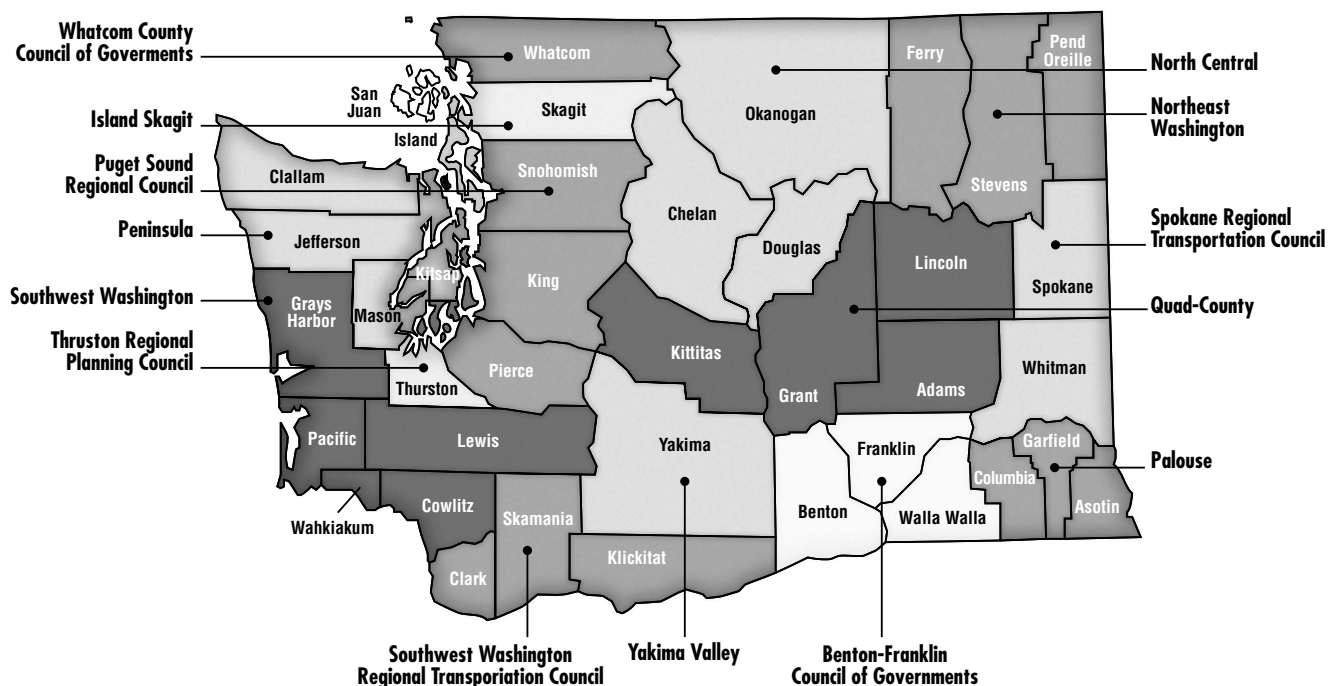 Whatcom County
Council of Goverments
Island Skagit
Puget Sound
Regional Council
Peninsula
Southwest Washington
Thruston Regional
Planning Council
North Central
Northeast
Washington
Spokane Regional
Transportation Council
Quad-County
Palouse
Southwest Washington
Regional Transporiation Council
Yakima Valley
Benton-Franklin
Council of Governments
Whatcom
San
Juan
Skagit
Island
Clallam
Snohomish
Jefferson
Kitsap
King
Grays
Harbor
Mason
Thurston
Pierce
Pacific
Lewis
Wahkiakum
Cowlitz
Clark
Skamania
Klickitat
Yakima
Kittitas
Chelan
Douglas
Okanogan
Ferry
Stevens
Pend
Oreille
Lincoln
Spokane
Grant
Adams
Whitman
Franklin
Benton
Walla Walla
Columbia
Garfield
Asotin